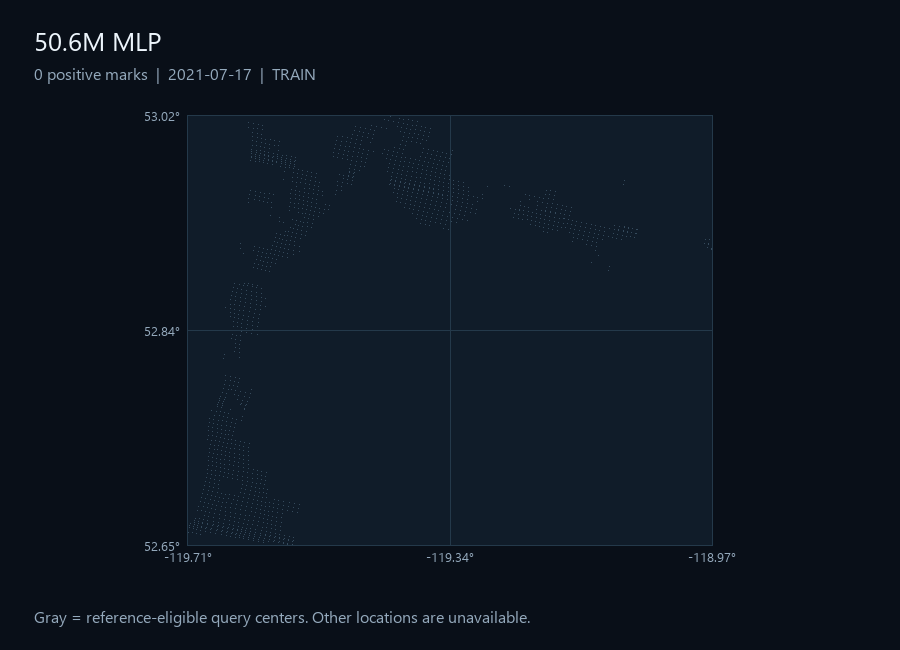 50.6M MLP
0 positive marks | 2021-07-17 | TRAIN
53.02°
52.84°
52.65°
-119.71°
-119.34°
-118.97°
Gray = reference-eligible query centers. Other locations are unavailable.